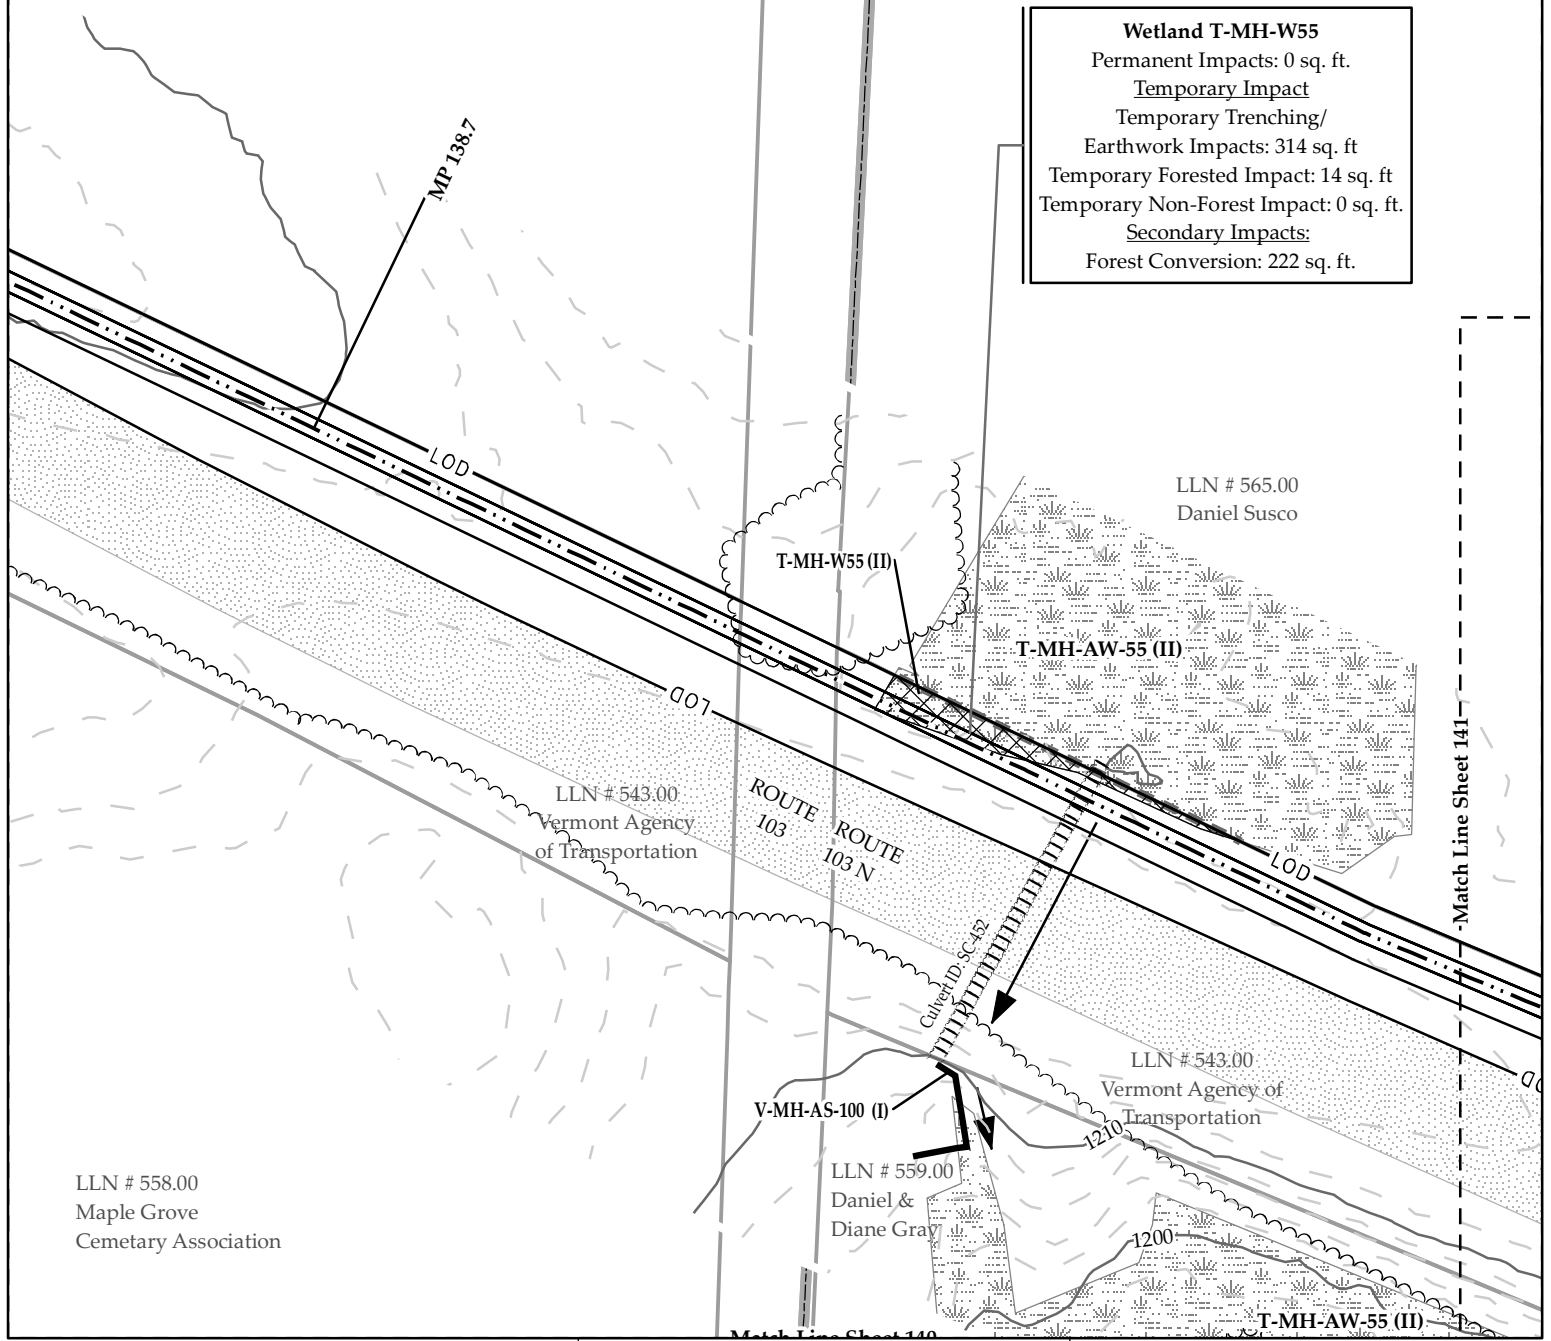 Wetland T-MH-W55
Permanent Impacts: 0 sq. ft.
Temporary Impact
Temporary Trenching/
Earthwork Impacts: 314 sq. ft
Temporary Forested Impact: 14 sq. ft
Temporary Non-Forest Impact: 0 sq. ft.
Secondary Impacts:
Forest Conversion: 222 sq. ft.
MP 138.7
LOD
LLN # 565.00
Daniel Susco
T-MH-W55 (II)
T-MH-AW-55 (II)
LOD
Match Line Sheet 141
LLN # 543.00
Vermont Agency
of Transportation
ROUTE
103
ROUTE
103 N
LOD
Culvert ID: SC-452
LLN # 543.00
Vermont Agency of
Transportation
V-MH-AS-100 (I)
1210
LLN # 559.00
Daniel &
Diane Gray
LLN # 558.00
Maple Grove
Cemetary Association
1200
T-MH-AW-55 (II)
Match Line Sheet 140